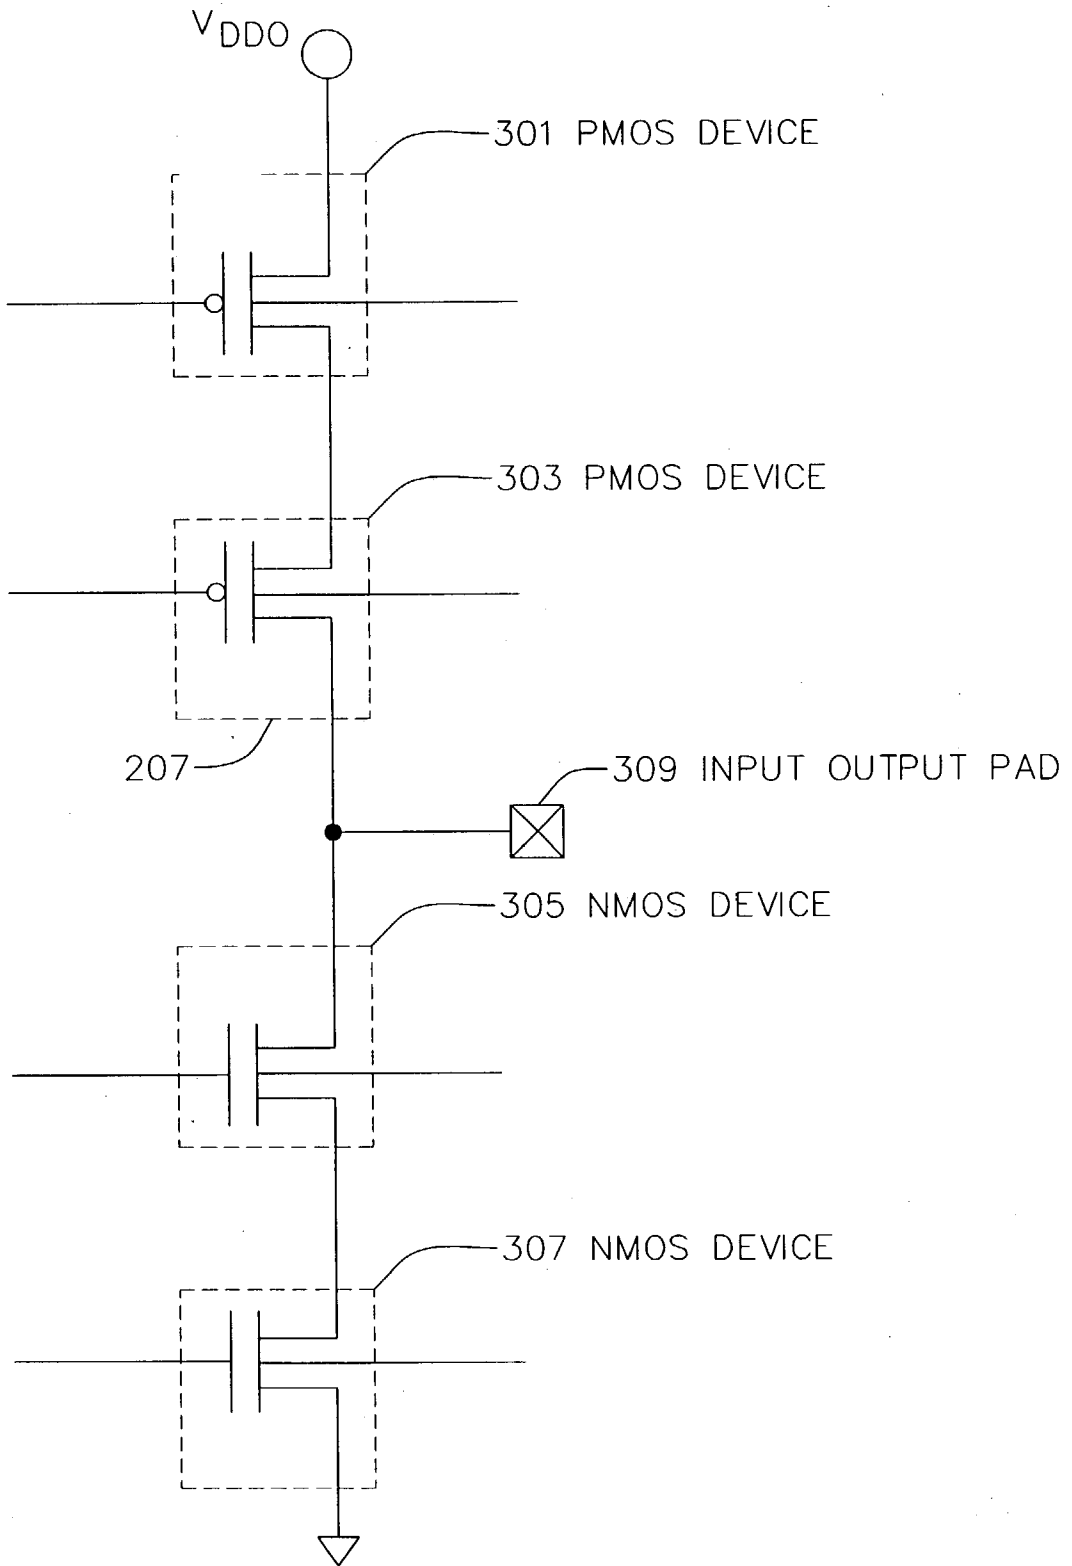 VDDO
301 PMOS DEVICE
303 PMOS DEVICE
207
309 INPUT OUTPUT PAD
305 NMOS DEVICE
307 NMOS DEVICE